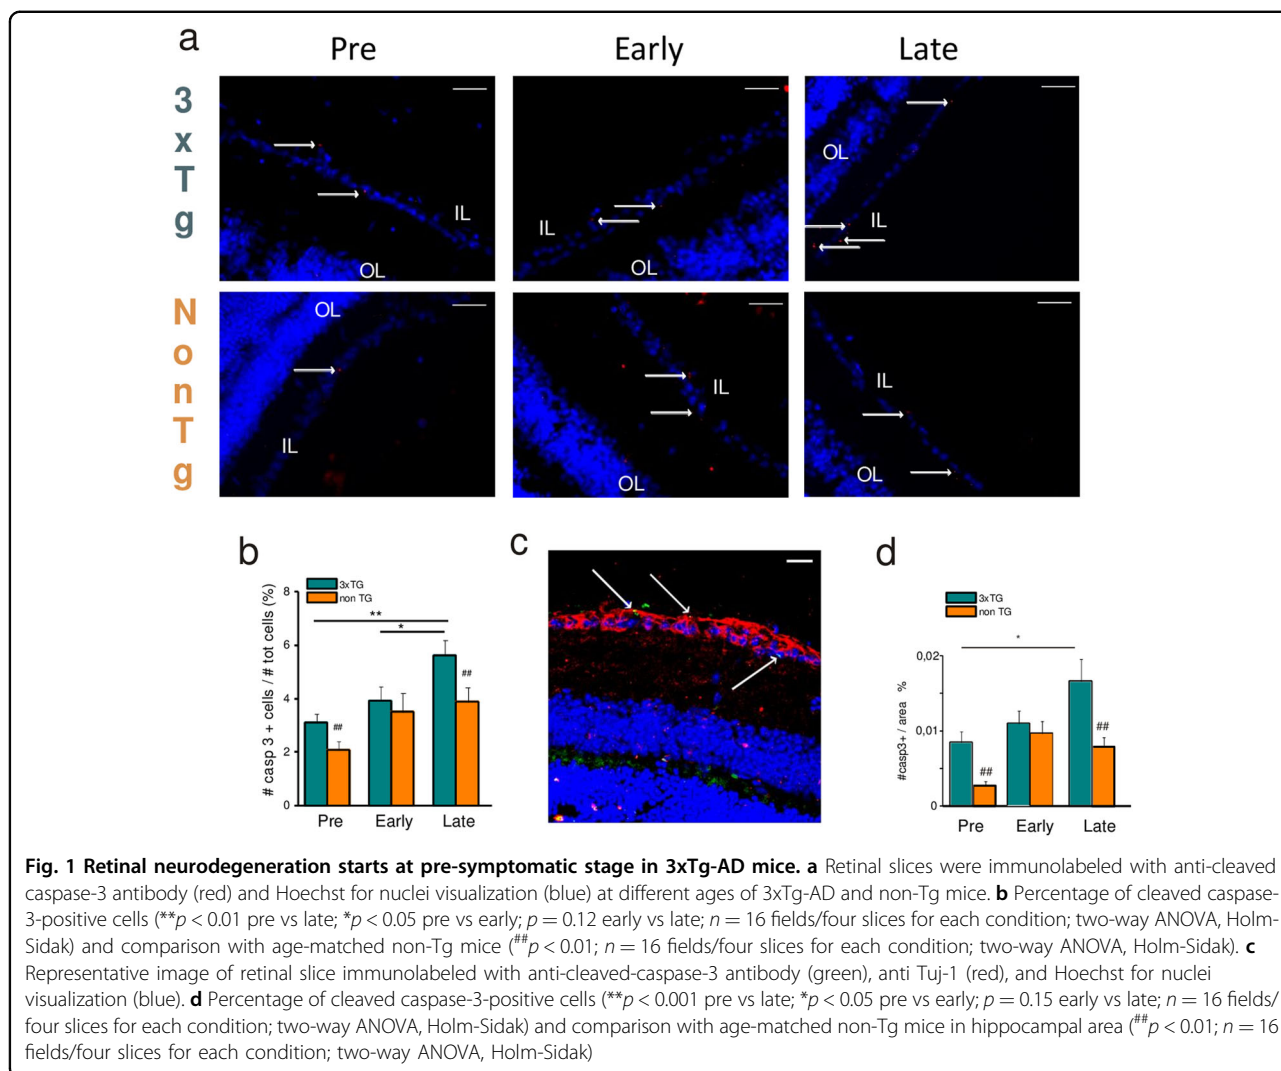 a
Pre Early Late
3xTg
OL
IL
OL
IL
IL
OL
NonTg
OL
IL
IL
OL
IL
OL
b
3xTG
non TG
# casp 3 + cells / # tot cells (%)
8
6
4
2
0
**
*
##
##
Pre Early Late
c
d
3xTG
non TG
#casp3+ / area %
0,02
0,01
0
*
##
##
Pre Early Late
Fig. 1 Retinal neurodegeneration starts at pre-symptomatic stage in 3xTg-AD mice. a Retinal slices were immunolabeled with anti-cleaved
caspase-3 antibody (red) and Hoechst for nuclei visualization (blue) at different ages of 3xTg-AD and non-Tg mice. b Percentage of cleaved caspase-
3-positive cells (**p < 0.01 pre vs late; *p < 0.05 pre vs early; p = 0.12 early vs late; n = 16 fields/four slices for each condition; two-way ANOVA, Holm-
Sidak) and comparison with age-matched non-Tg mice (##p < 0.01; n = 16 fields/four slices for each condition; two-way ANOVA, Holm-Sidak). c
Representative image of retinal slice immunolabeled with anti-cleaved-caspase-3 antibody (green), anti Tuj-1 (red), and Hoechst for nuclei
visualization (blue). d Percentage of cleaved caspase-3-positive cells (**p < 0.001 pre vs late; *p < 0.05 pre vs early; p = 0.15 early vs late; n = 16 fields/
four slices for each condition; two-way ANOVA, Holm-Sidak) and comparison with age-matched non-Tg mice in hippocampal area (##p < 0.01; n = 16
fields/four slices for each condition; two-way ANOVA, Holm-Sidak)